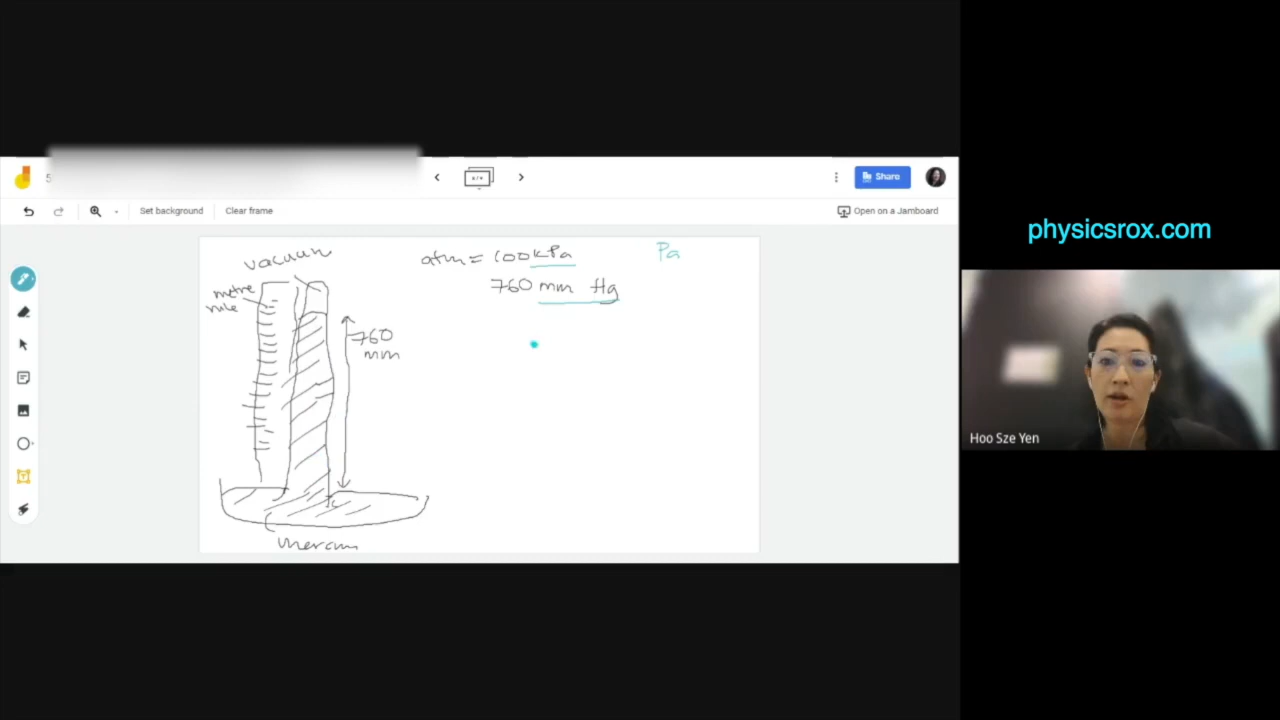 5
Share
Set background
Clear frame
Open on a Jamboard
vacuum
atm = 100kPa
Pa
760 mm Hg
metre
rule
760
mm
physicsrox.com
Hoo Sze Yen